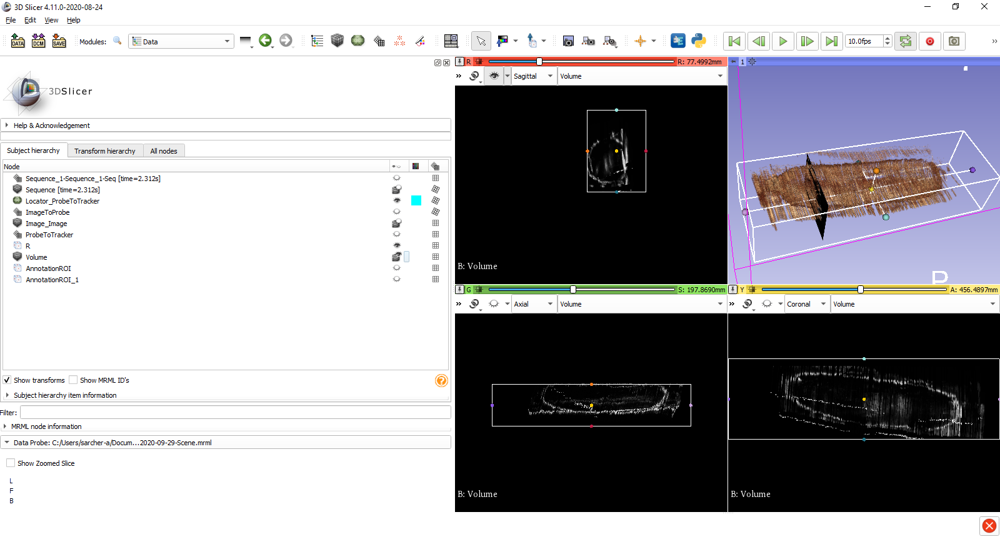 3D Slicer 4.11.0-2020-08-24
File Edit View Help
DATA DCM SAVE Modules: Data 10.0fps »
3DSlicer
Help & Acknowledgement
Subject hierarchy Transform hierarchy All nodes
Node
Sequence_1-Sequence_1-Seq [time=2.312s]
Sequence [time=2.312s]
Locator_ProbeToTracker
ImageToProbe
Image_Image
ProbeToTracker
R
Volume
AnnotationROI
AnnotationROI_1
Show transforms Show MRML ID's
Subject hierarchy item information
Filter:
MRML node information
Data Probe: C:/Users/sarcher-a/Docum...2020-09-29-Scene.mrml
Show Zoomed Slice
L
F
B
R R: 77.4992mm
» Sagittal Volume
B: Volume
1
P
G S: 197.8690mm
» Axial Volume
B: Volume
Y A: 456.4897mm
» Coronal Volume
B: Volume